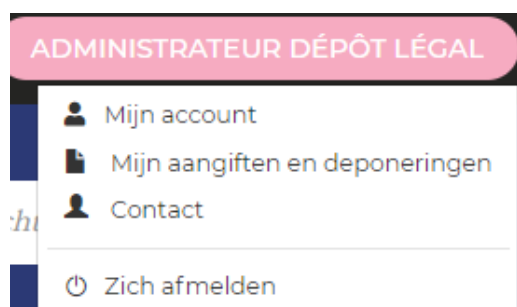 ADMINISTRATEUR DÉPÔT LÉGAL
Mijn account
Mijn aangiften en deponeringen
Contact
Zich afmelden